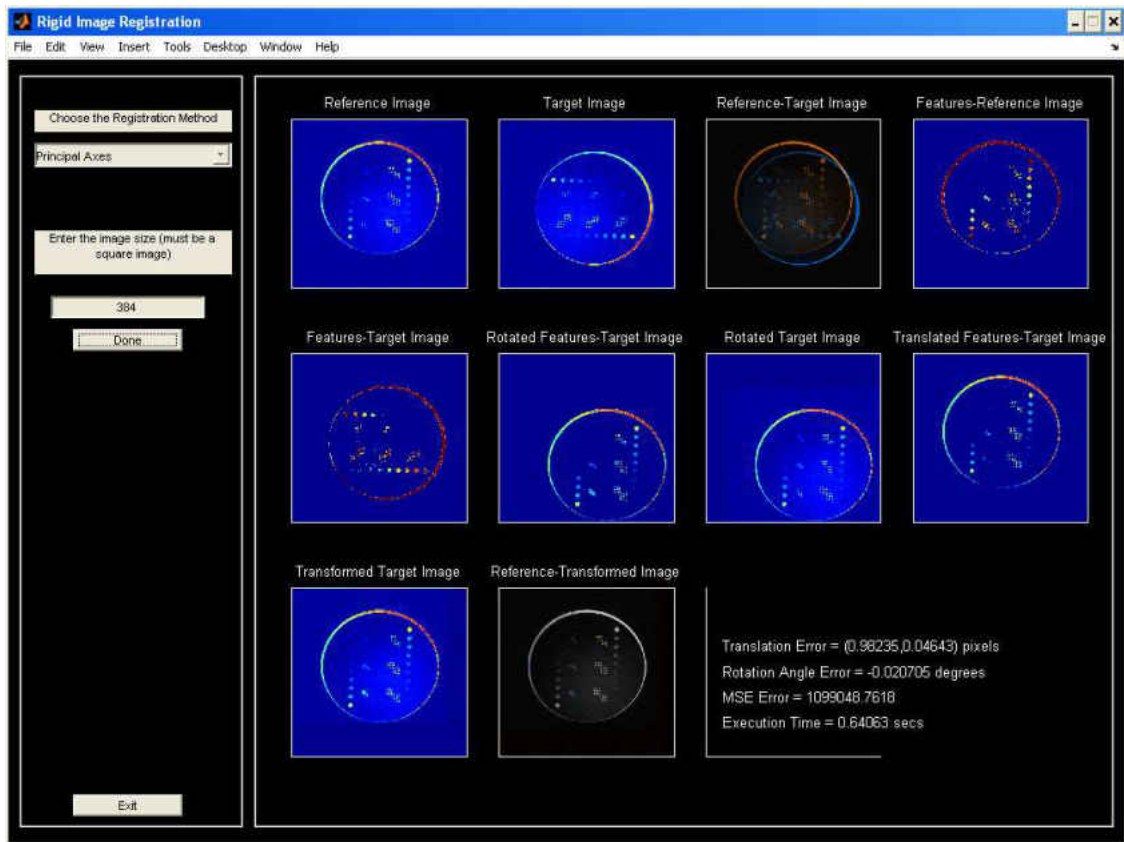 Rigid Image Registration
File Edit View Insert Tools Desktop Window Help
Choose the Registration Method
Principal Axes
Enter the image size (must be a
square image)
384
Done
Exit
Reference Image Target Image Reference-Target Image Features-Reference Image
Features-Target Image Rotated Features-Target Image Rotated Target Image Translated Features-Target Image
Transformed Target Image Reference-Transformed Image
Translation Error = (0.98235,0.04643) pixels
Rotation Angle Error = -0.020705 degrees
MSE Error = 1099048.7618
Execution Time = 0.64063 secs